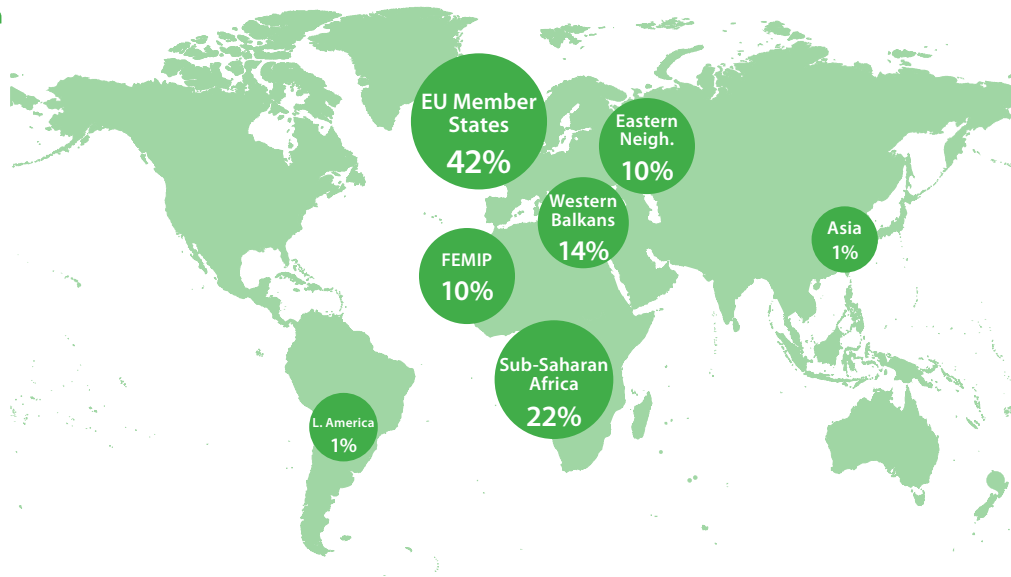 EU Member
States
42%
Eastern
Neigh.
10%
Western
Balkans
14%
Asia
1%
FEMIP
10%
Sub-Saharan
Africa
22%
L. America
1%